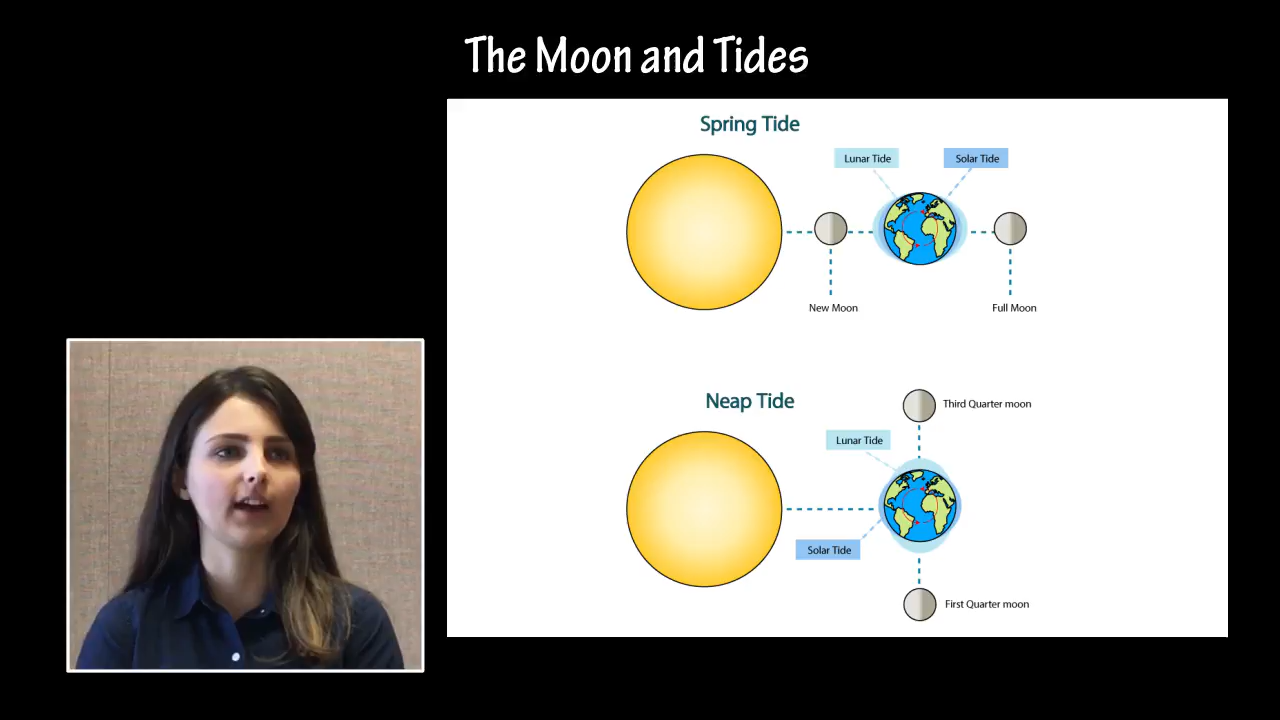 The Moon and Tides
Spring Tide
Lunar Tide
Solar Tide
New Moon
Full Moon
Neap Tide
Third Quarter moon
Lunar Tide
Solar Tide
First Quarter moon